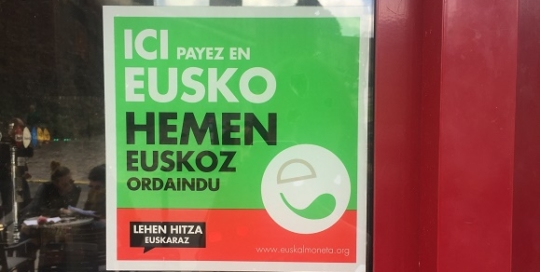 ICI PAYEZ EN
EUSKO
HEMEN
EUSKOZ
ORDAINDU
e
LEHEN HITZA
EUSKARAZ
www.euskalmoneta.org